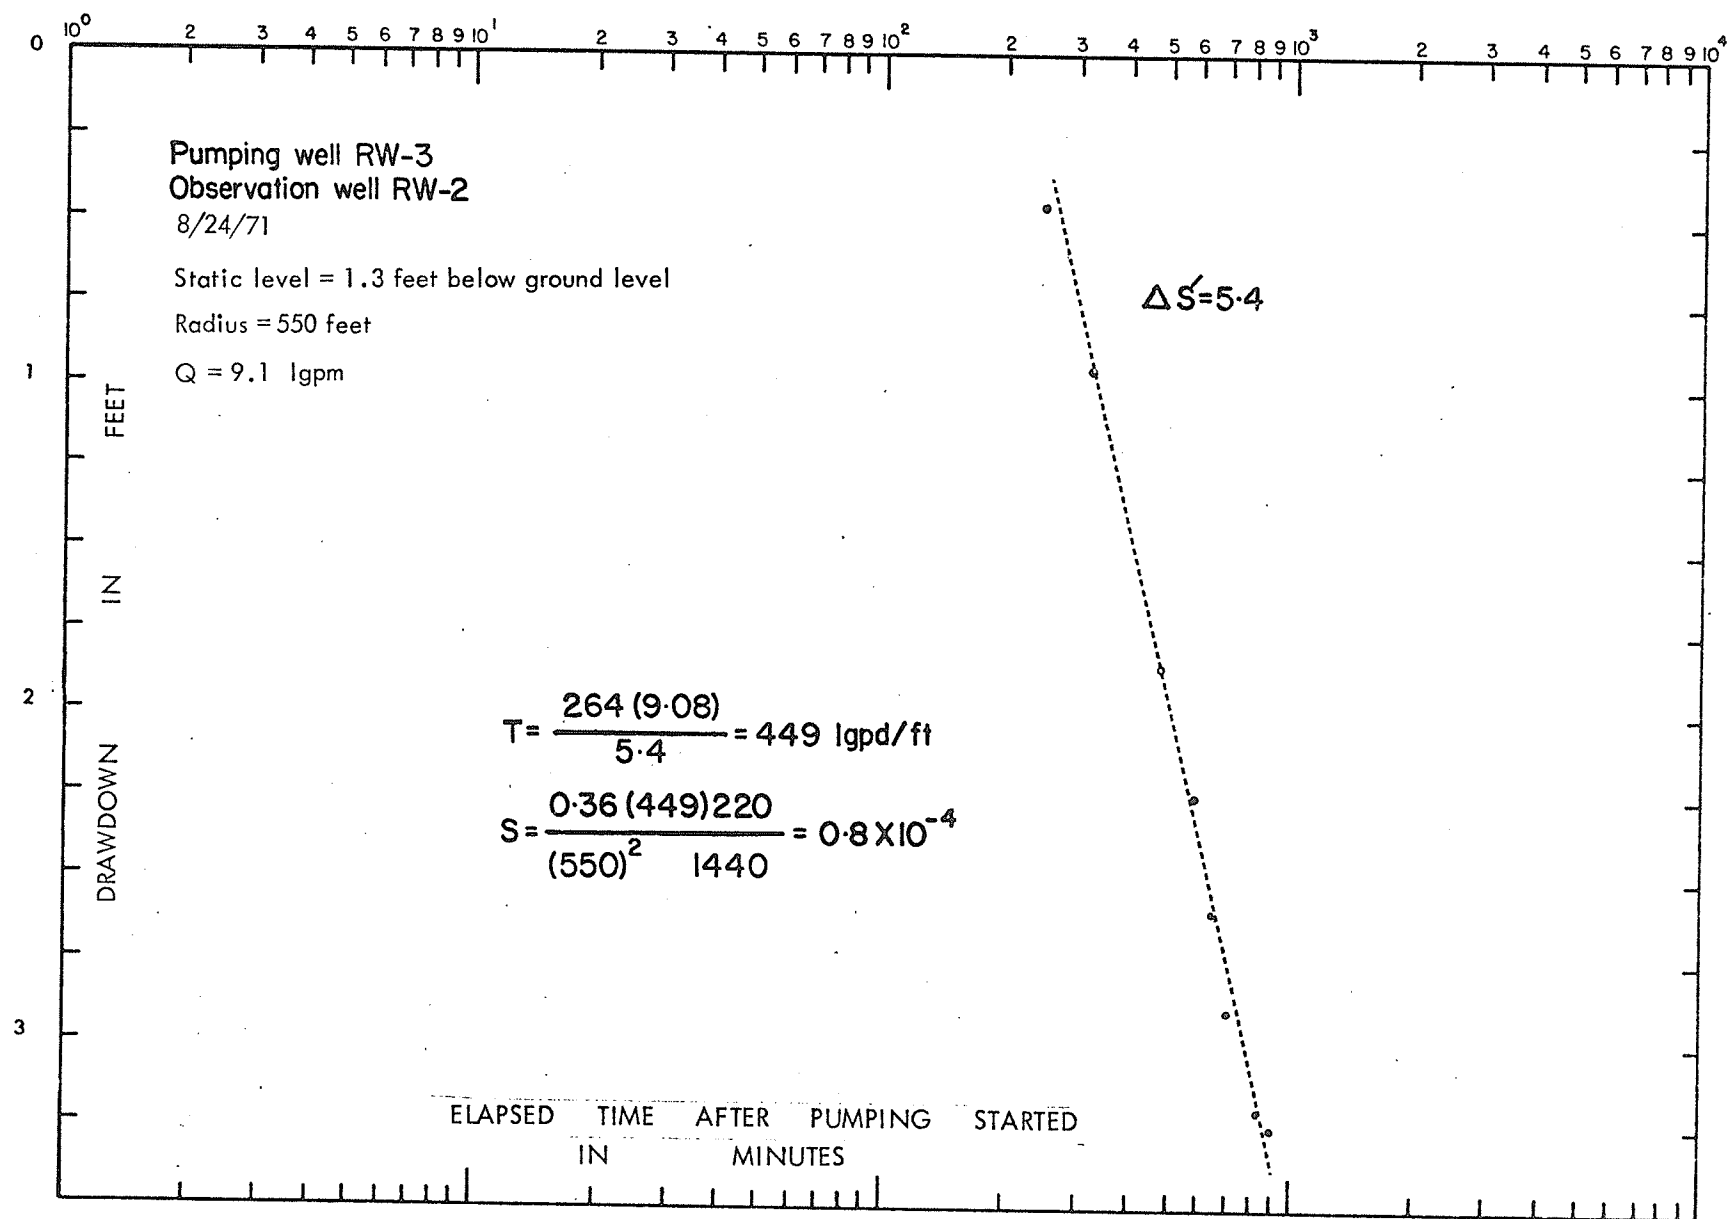 0 10⁰ 2 3 4 5 6 7 8 9 10¹ 2 3 4 5 6 7 8 9 10² 2 3 4 5 6 7 8 9 10³ 2 3 4 5 6 7 8 9 10⁴
Pumping well RW-3
Observation well RW-2
8/24/71
Static level = 1.3 feet below ground level
Radius = 550 feet
Q = 9.1 Igpm
Δ S′=5·4
1
2
3
DRAWDOWN IN FEET
T= 264 (9·08) / 5·4 = 449 Igpd/ft
S= 0·36 (449) 220 / (550)² 1440 = 0·8 X10⁻⁴
ELAPSED TIME AFTER PUMPING STARTED
IN MINUTES